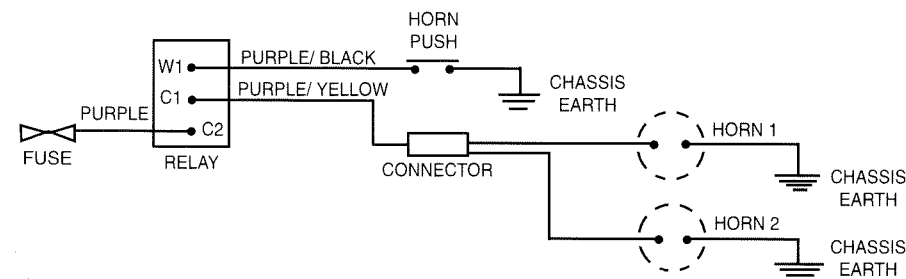 HORN
PUSH
W1
PURPLE/ BLACK
C1
PURPLE/ YELLOW
CHASSIS
EARTH
PURPLE
C2
FUSE
RELAY
CONNECTOR
HORN 1
CHASSIS
EARTH
HORN 2
CHASSIS
EARTH